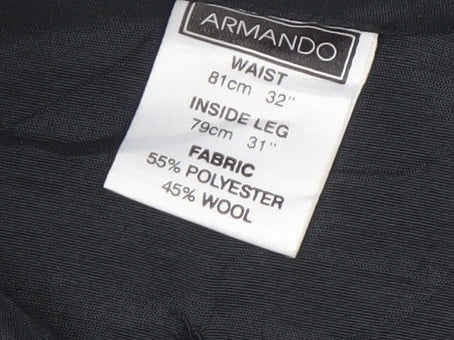 ARMANDO
WAIST
81cm 32"
INSIDE LEG
79cm 31"
FABRIC
55% POLYESTER
45% WOOL